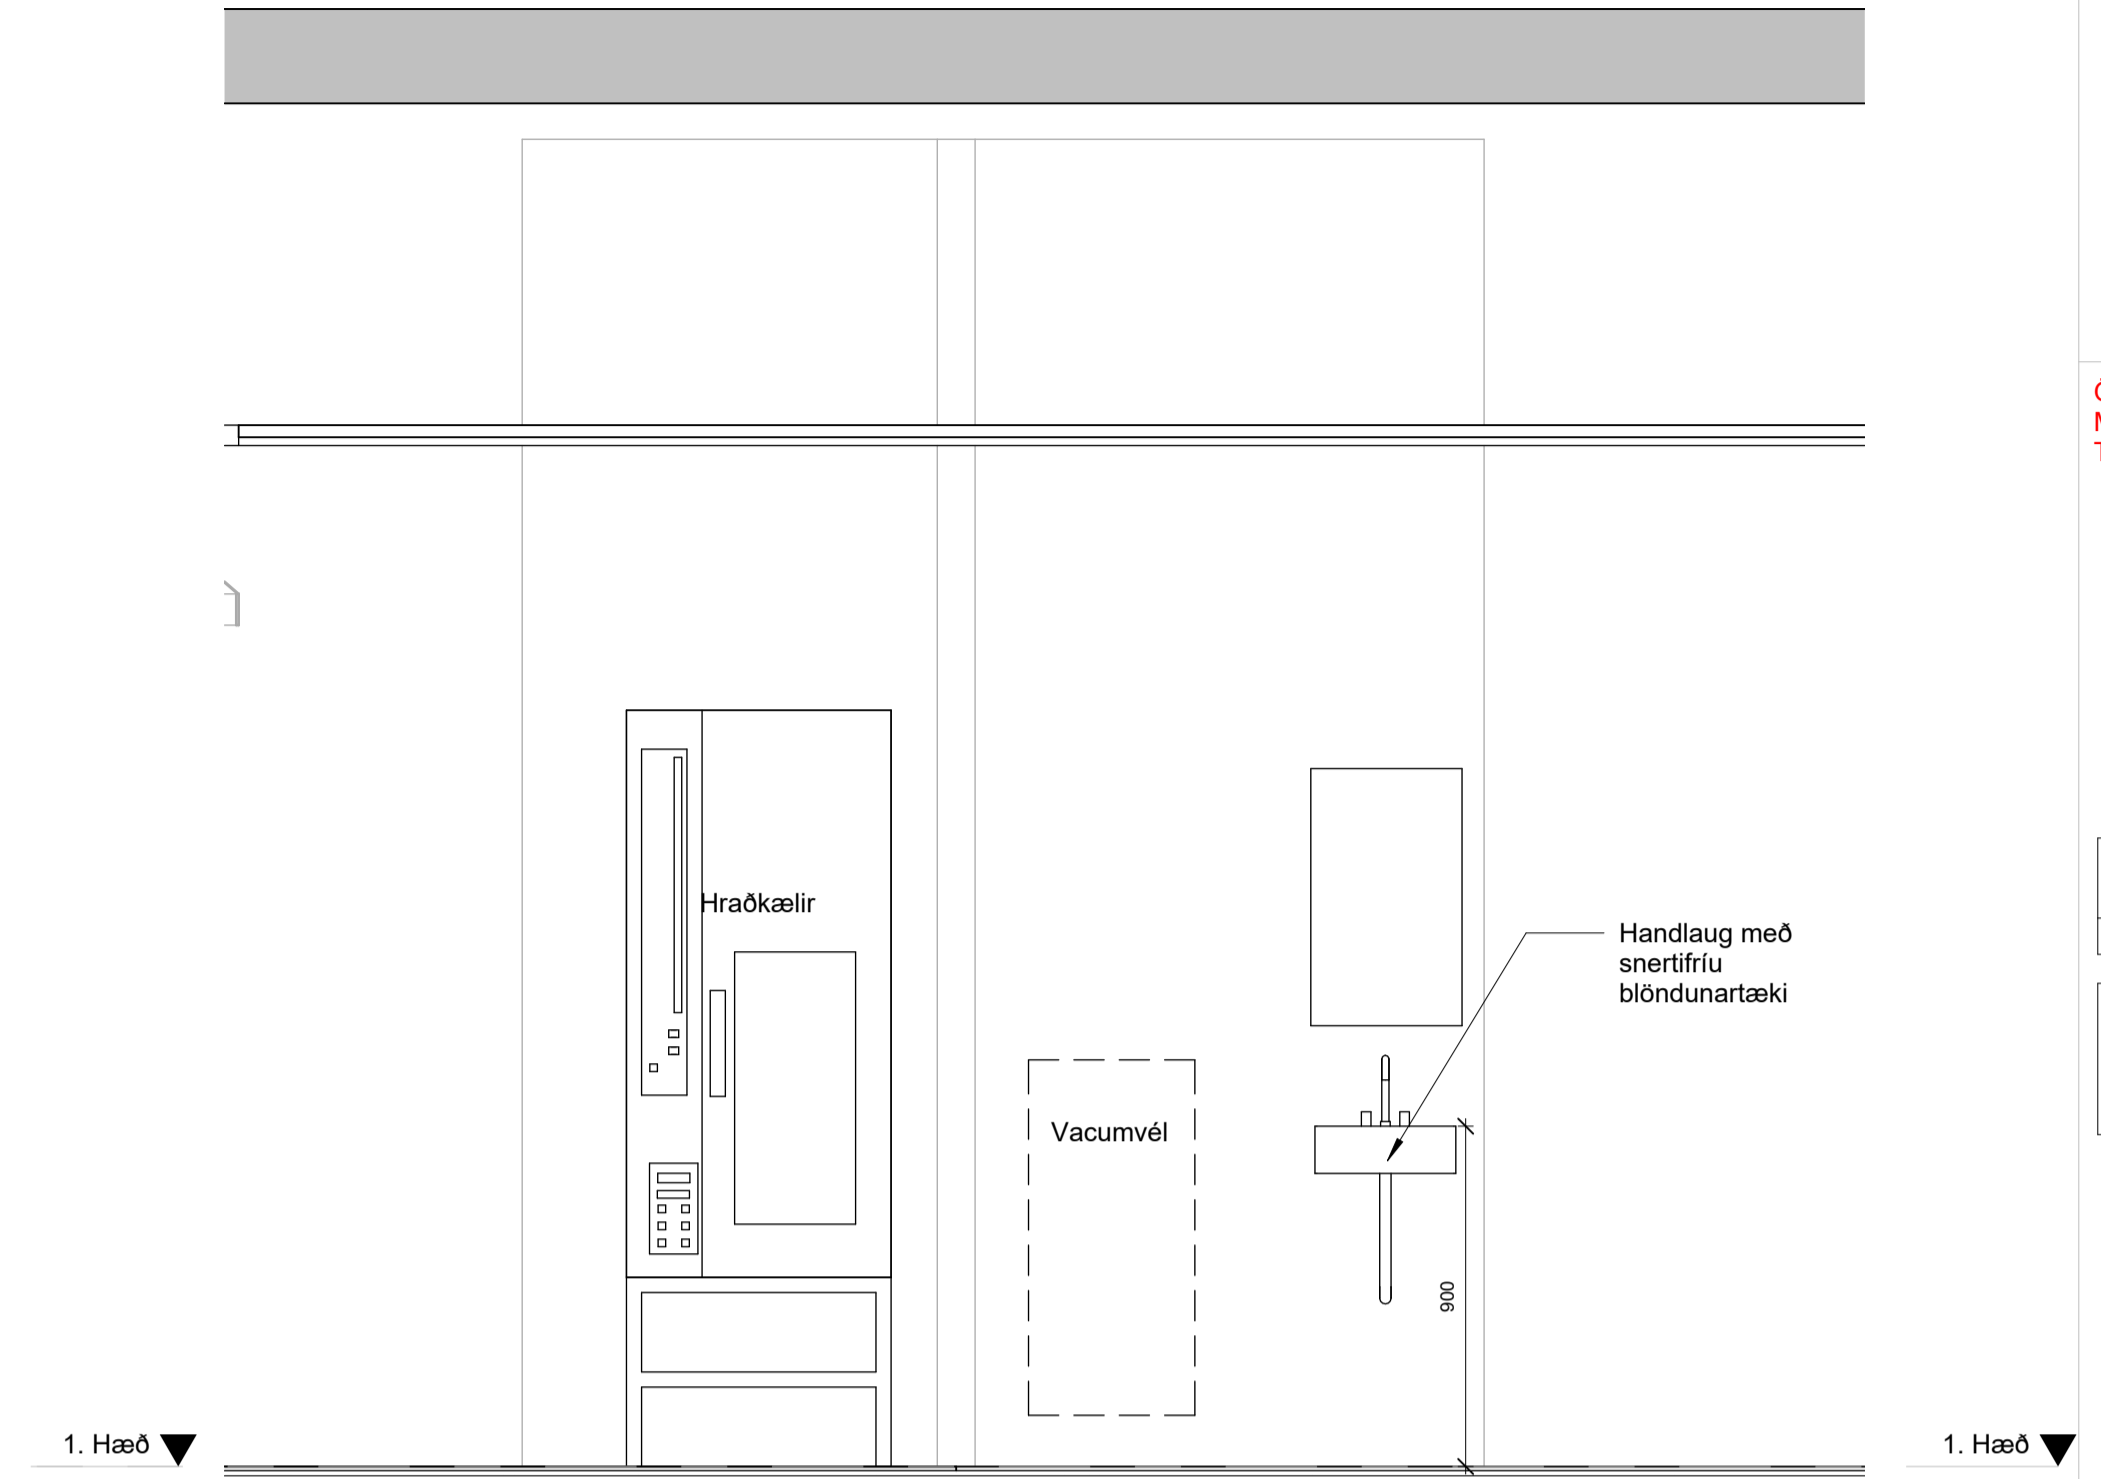 Hraðkælir
Handlaug með
snertifríu
blöndunartæki
Vacumvél
900
1. Hæð
1. Hæð